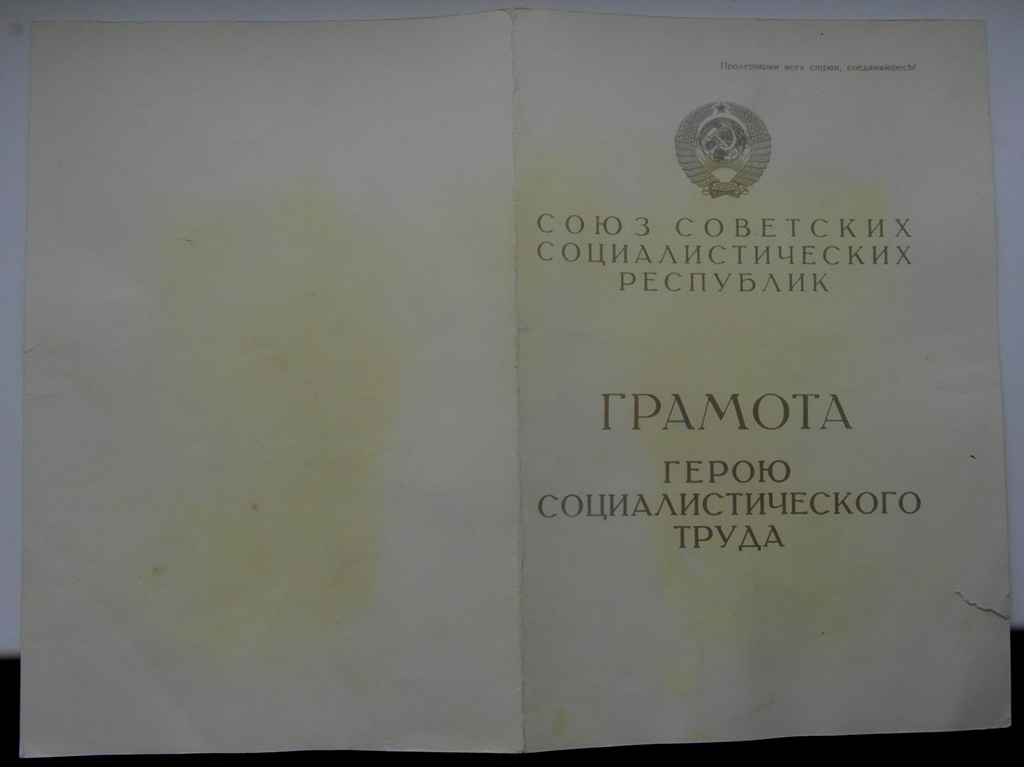 Пролетарии всех стран, соединяйтесь!
СОЮЗ СОВЕТСКИХ
СОЦИАЛИСТИЧЕСКИХ
РЕСПУБЛИК
ГРАМОТА
ГЕРОЮ
СОЦИАЛИСТИЧЕСКОГО
ТРУДА